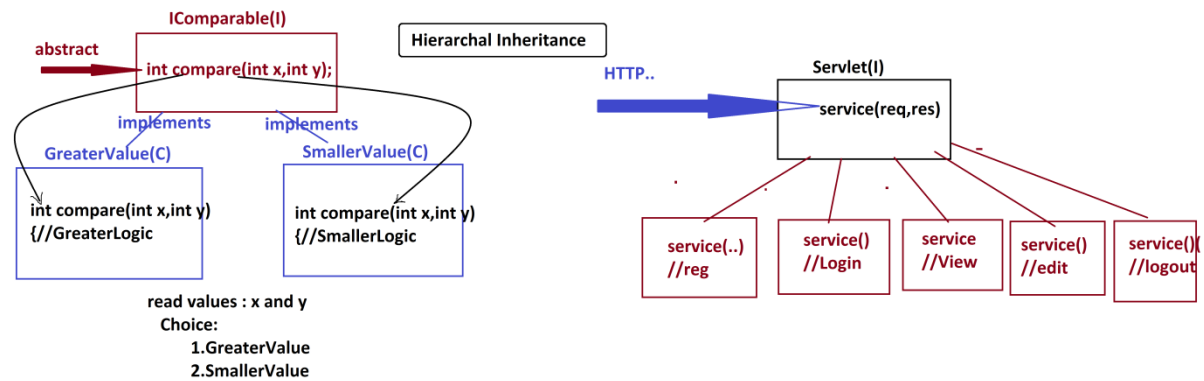 IComparable(I)
abstract
int compare(int x,int y);
implements
implements
GreaterValue(C)
SmallerValue(C)
int compare(int x,int y)
{//GreaterLogic
int compare(int x,int y)
{//SmallerLogic
read values : x and y
Choice:
1.GreaterValue
2.SmallerValue
Hierarchal Inheritance
HTTP..
Servlet(I)
service(req,res)
service(..)
//reg
service()
//Login
service
//View
service()
//edit
service()(
//logout